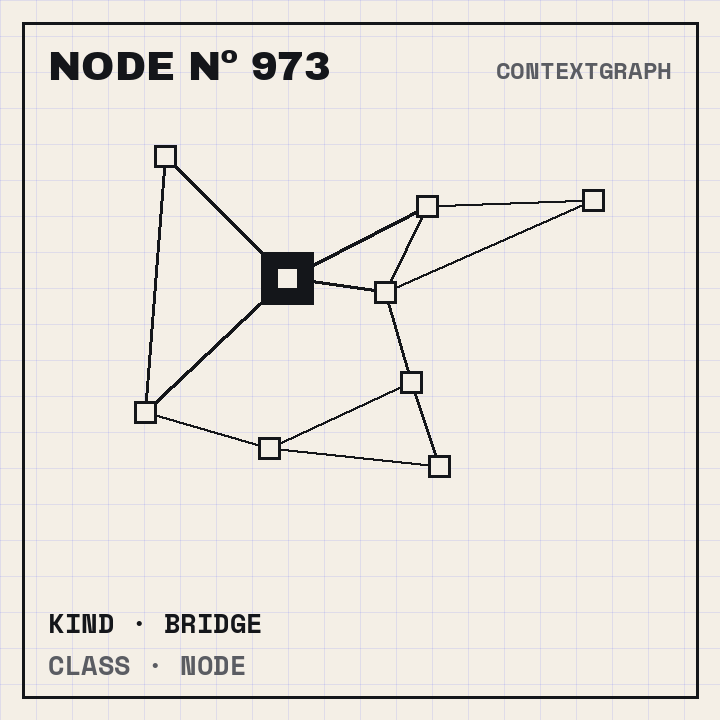 NODE Nº 973
CONTEXTGRAPH
KIND · BRIDGE
CLASS · NODE